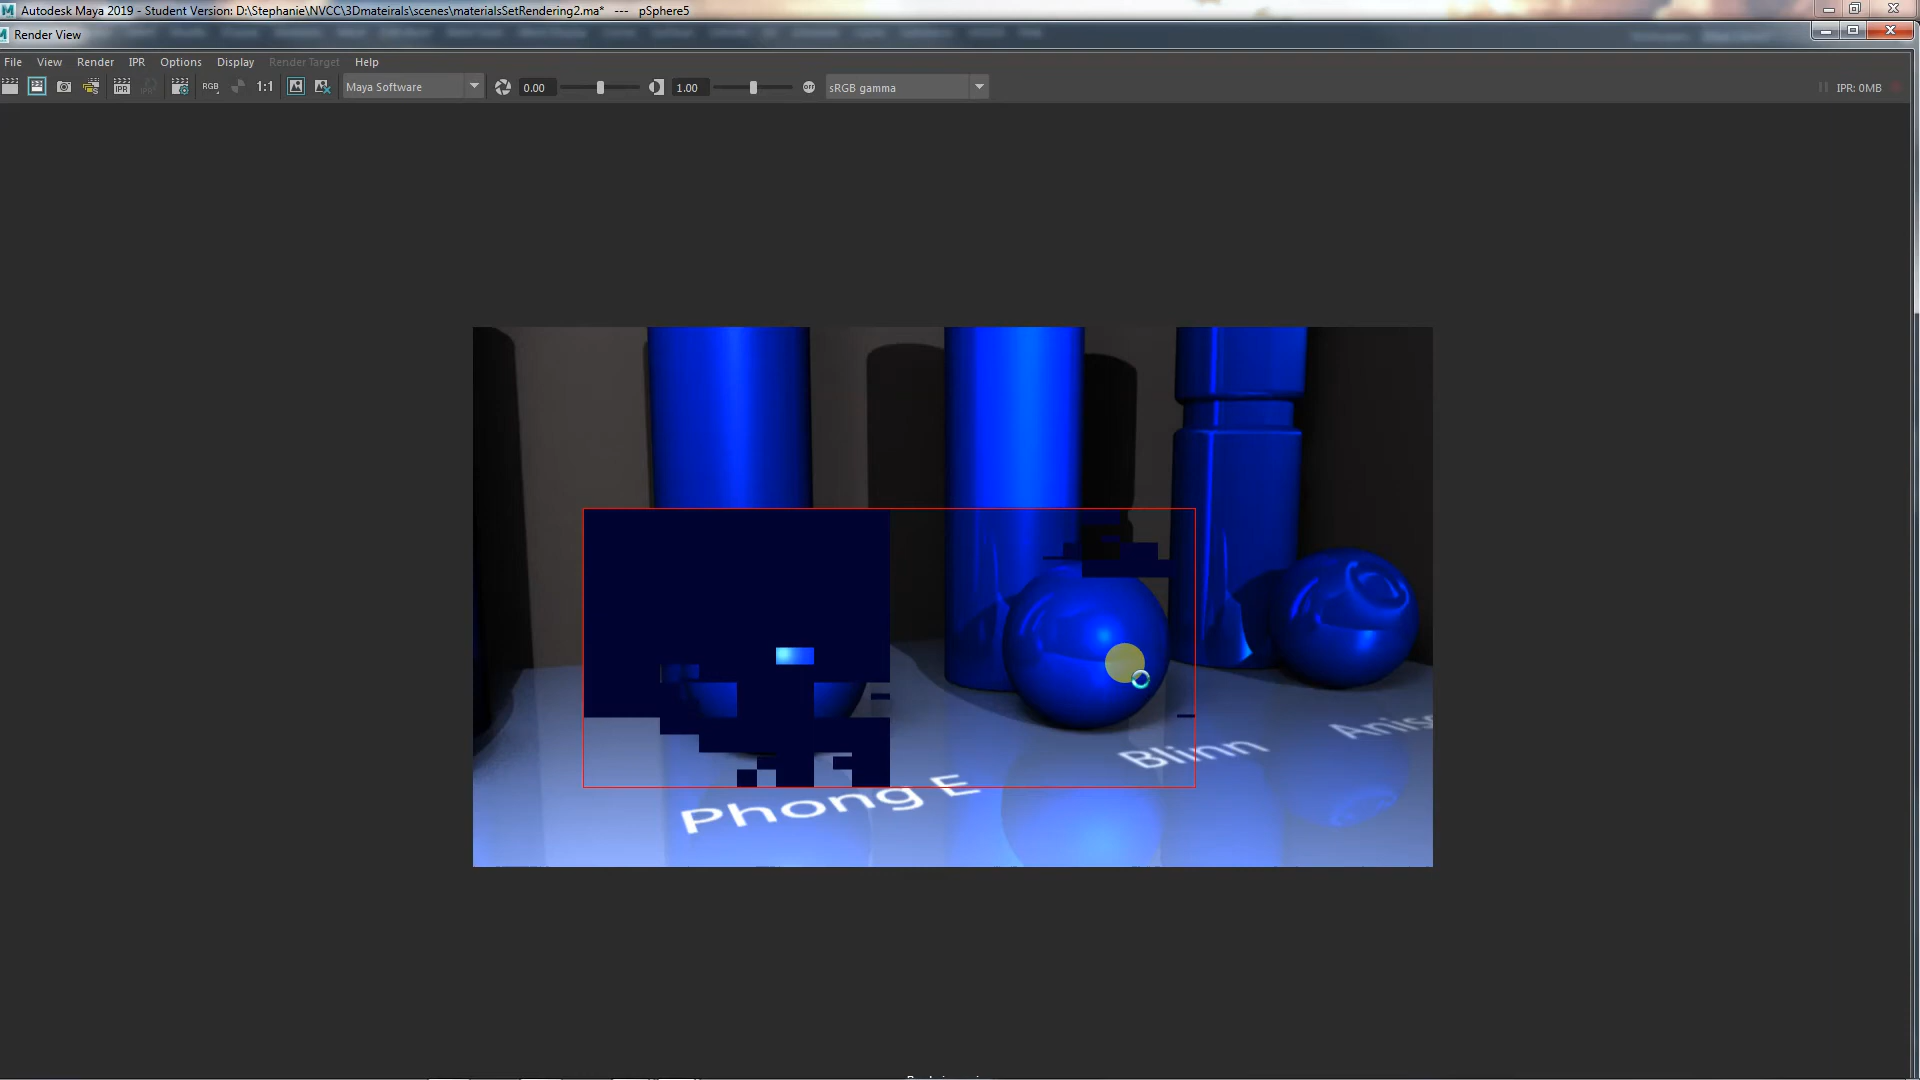 Autodesk Maya 2019 - Student Version: D:\Stephanie\NVCC\3Dmateirals\scenes\materialsSetRendering2.ma* --- pSphere5
Render View
File View Render IPR Options Display Render Target Help
IPR RGB 1:1 Maya Software 0.00 1.00 sRGB gamma IPR: 0MB
Blinn
Phong E